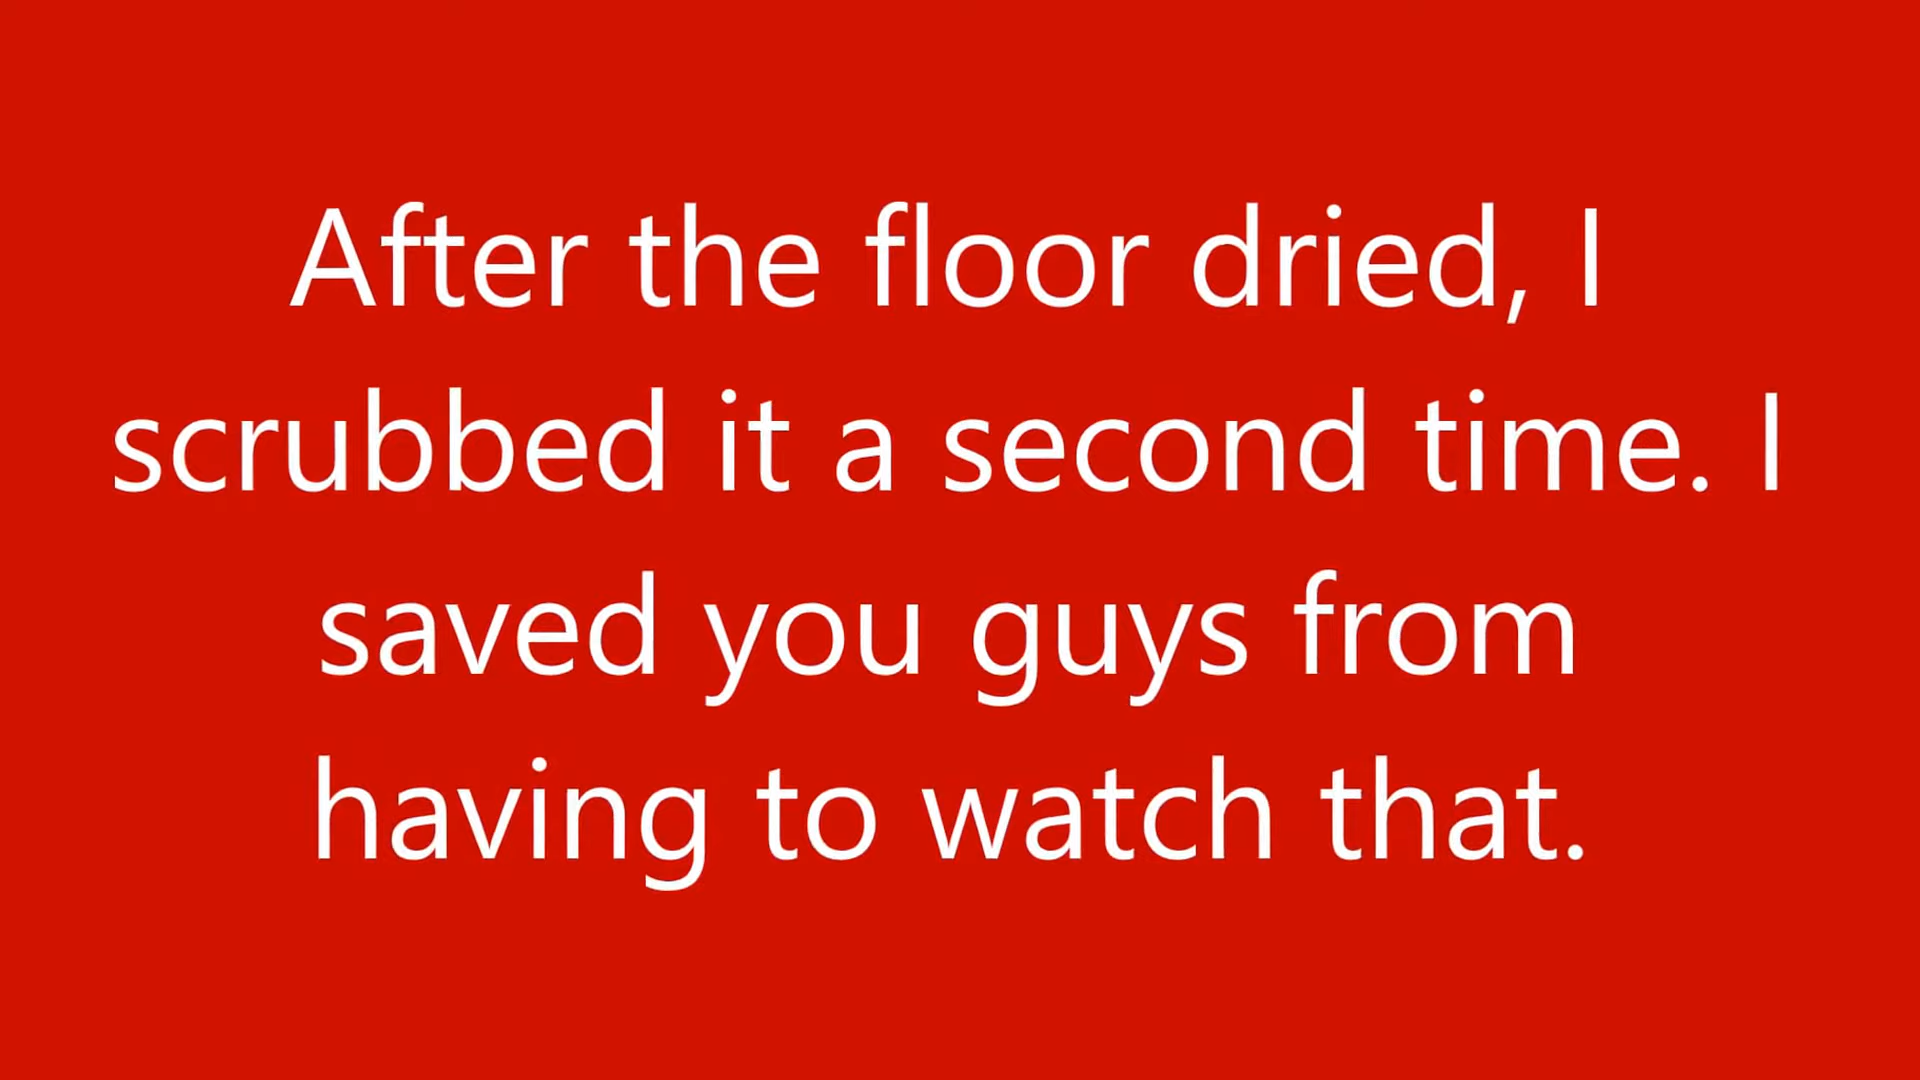 After the floor dried, I
scrubbed it a second time. I
saved you guys from
having to watch that.